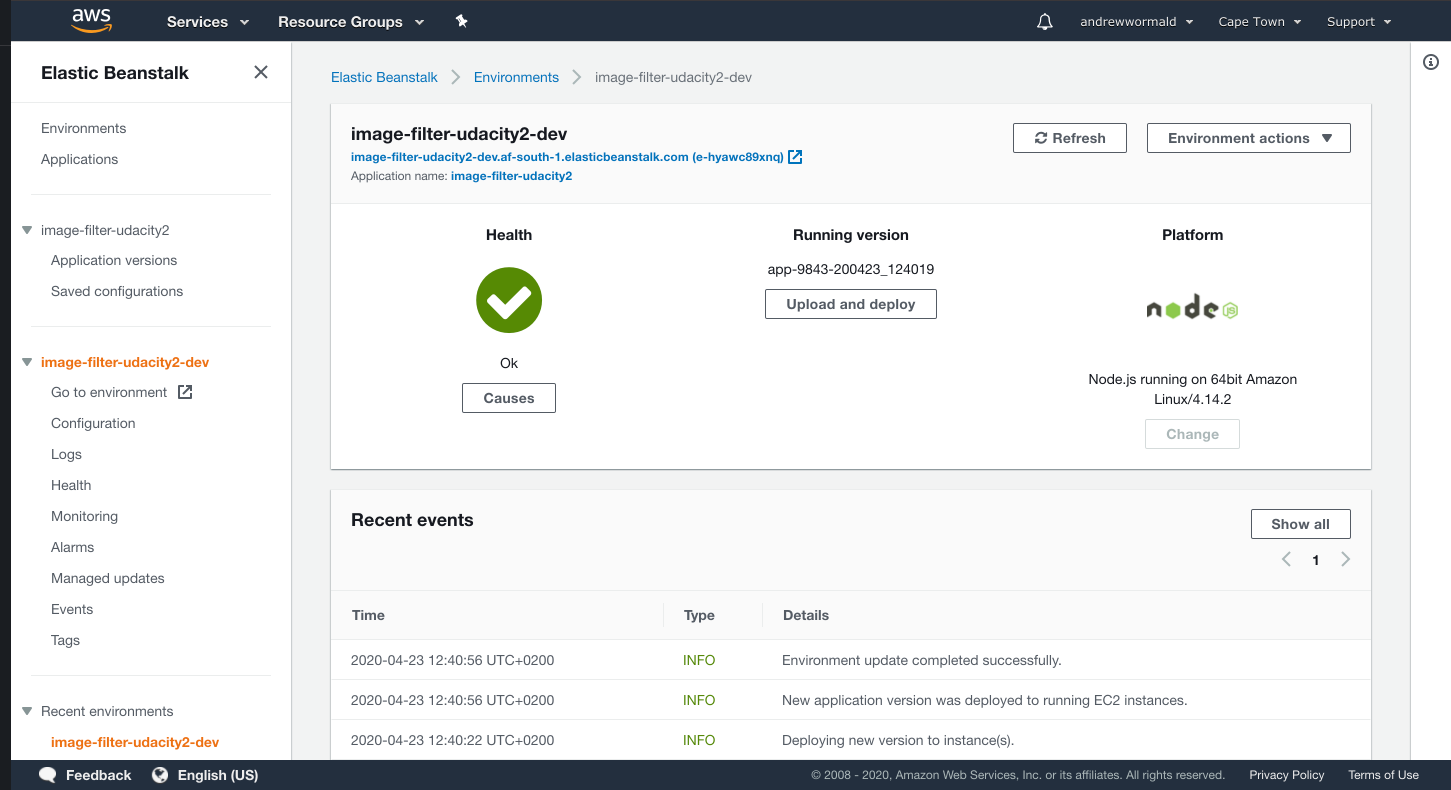 aws
Services
Resource Groups
andrewwormald
Cape Town
Support
Elastic Beanstalk
Environments
Applications
image-filter-udacity2
Application versions
Saved configurations
image-filter-udacity2-dev
Go to environment
Configuration
Logs
Health
Monitoring
Alarms
Managed updates
Events
Tags
Recent environments
image-filter-udacity2-dev
Elastic Beanstalk > Environments > image-filter-udacity2-dev
image-filter-udacity2-dev
image-filter-udacity2-dev.af-south-1.elasticbeanstalk.com (e-hyawc89xnq)
Application name: image-filter-udacity2
Refresh
Environment actions
Health
Ok
Causes
Running version
app-9843-200423_124019
Upload and deploy
Platform
node JS
Node.js running on 64bit Amazon
Linux/4.14.2
Change
Recent events
Show all
1
Time Type Details
2020-04-23 12:40:56 UTC+0200 INFO Environment update completed successfully.
2020-04-23 12:40:56 UTC+0200 INFO New application version was deployed to running EC2 instances.
2020-04-23 12:40:22 UTC+0200 INFO Deploying new version to instance(s).
Feedback
English (US)
© 2008 - 2020, Amazon Web Services, Inc. or its affiliates. All rights reserved.
Privacy Policy
Terms of Use